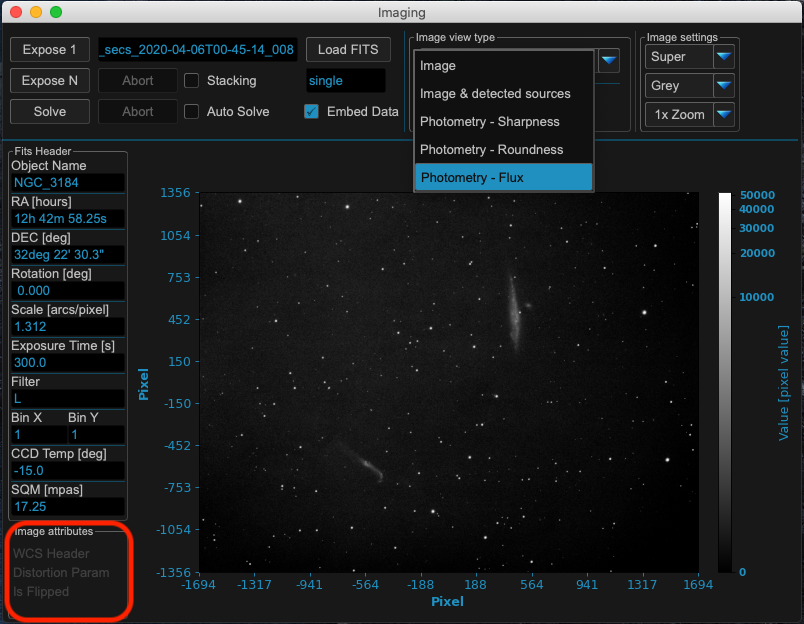 Imaging
Expose 1
_secs_2020-04-06T00-45-14_008
Load FITS
Expose N
Abort
Stacking
single
Solve
Abort
Auto Solve
Embed Data
Image view type
Image
Image & detected sources
Photometry - Sharpness
Photometry - Roundness
Photometry - Flux
Image settings
Super
Grey
1x Zoom
Fits Header
Object Name
NGC_3184
RA [hours]
12h 42m 58.25s
DEC [deg]
32deg 22' 30.3"
Rotation [deg]
0.000
Scale [arcs/pixel]
1.312
Exposure Time [s]
300.0
Filter
L
Bin X Bin Y
1 1
CCD Temp [deg]
-15.0
SQM [mpas]
17.25
Image attributes
WCS Header
Distortion Param
Is Flipped
Pixel
1356
1054
753
452
150
-150
-452
-753
-1054
-1356
-1694 -1317 -941 -564 -188 188 564 941 1317 1694
Pixel
50000
40000
30000
20000
10000
0
Value [pixel value]